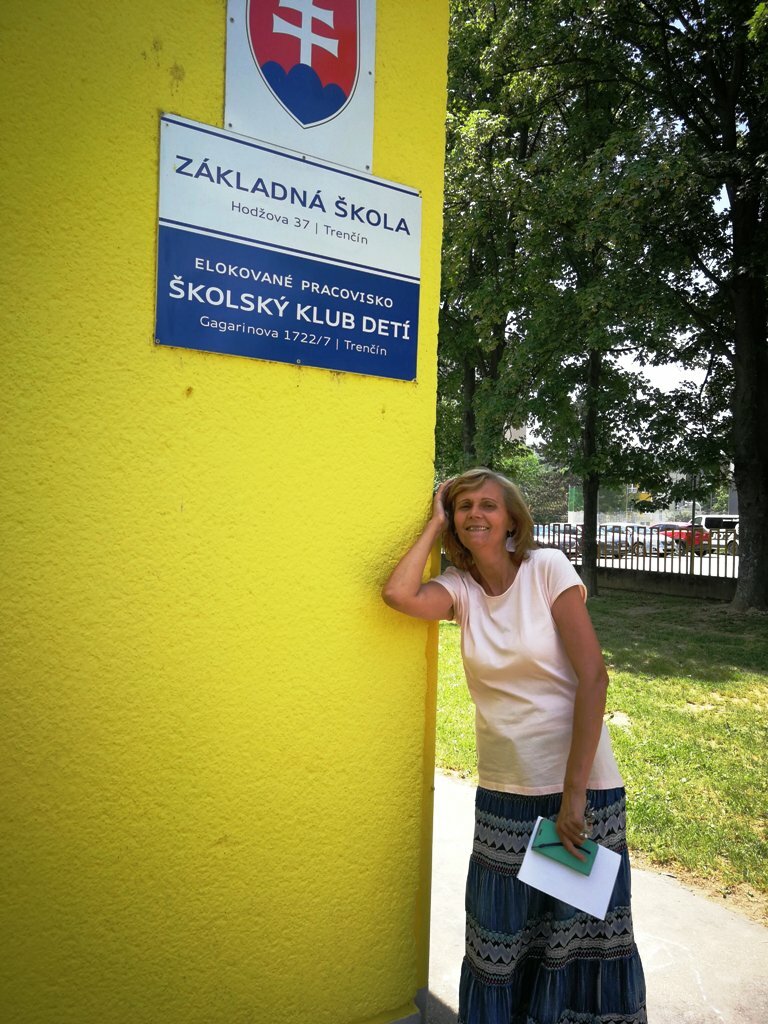 ZÁKLADNÁ ŠKOLA
Hodžova 37 | Trenčín
ELOKOVANÉ PRACOVISKO
ŠKOLSKÝ KLUB DETÍ
Gagarinova 1722/7 | Trenčín